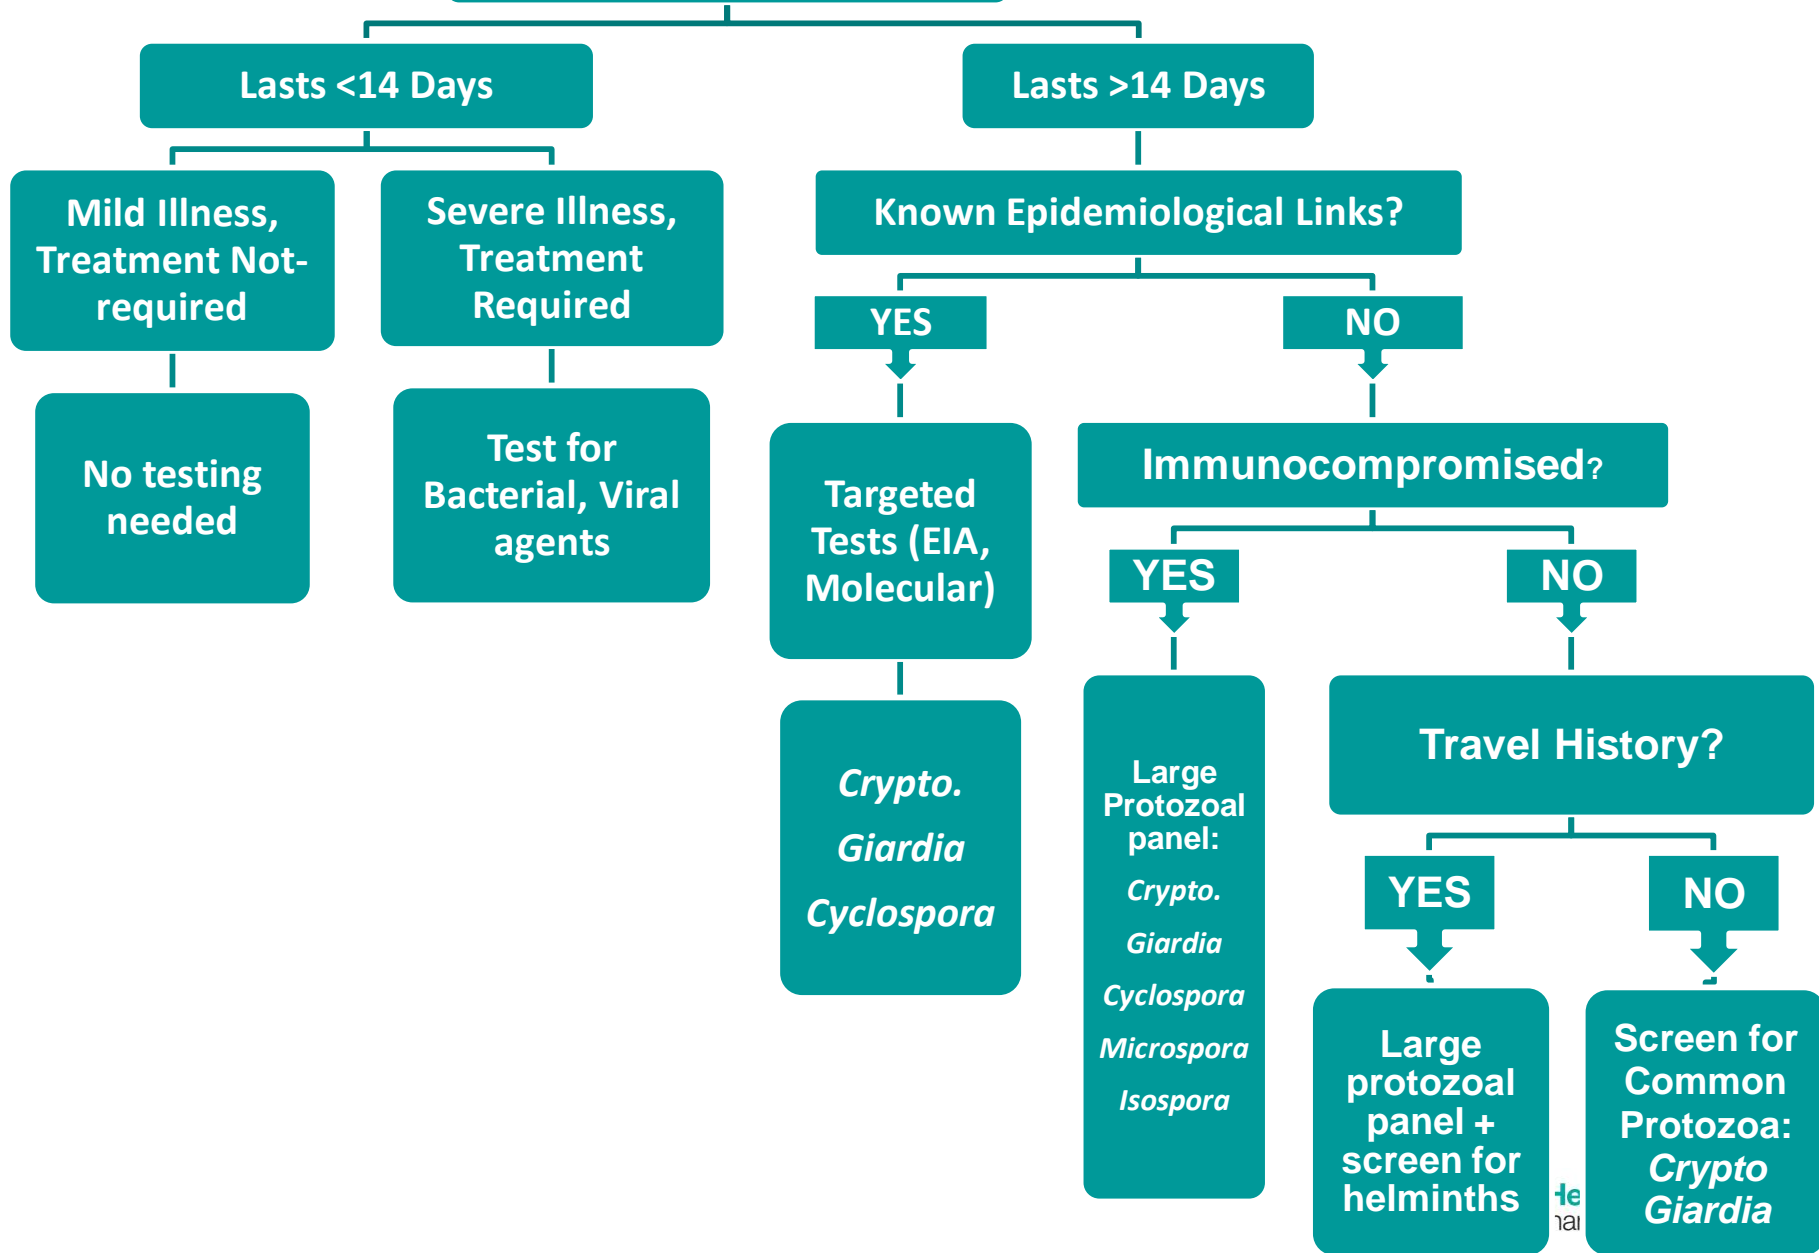 Lasts <14 Days
Lasts >14 Days
Mild Illness,
Treatment Not-
required
Severe Illness,
Treatment
Required
Known Epidemiological Links?
YES
NO
No testing
needed
Test for
Bacterial, Viral
agents
Targeted
Tests (EIA,
Molecular)
Immunocompromised?
YES
NO
Crypto.
Giardia
Cyclospora
Large
Protozoal
panel:
Crypto.
Giardia
Cyclospora
Microspora
Isospora
Travel History?
YES
NO
Large
protozoal
panel +
screen for
helminths
Screen for
Common
Protozoa:
Crypto
Giardia